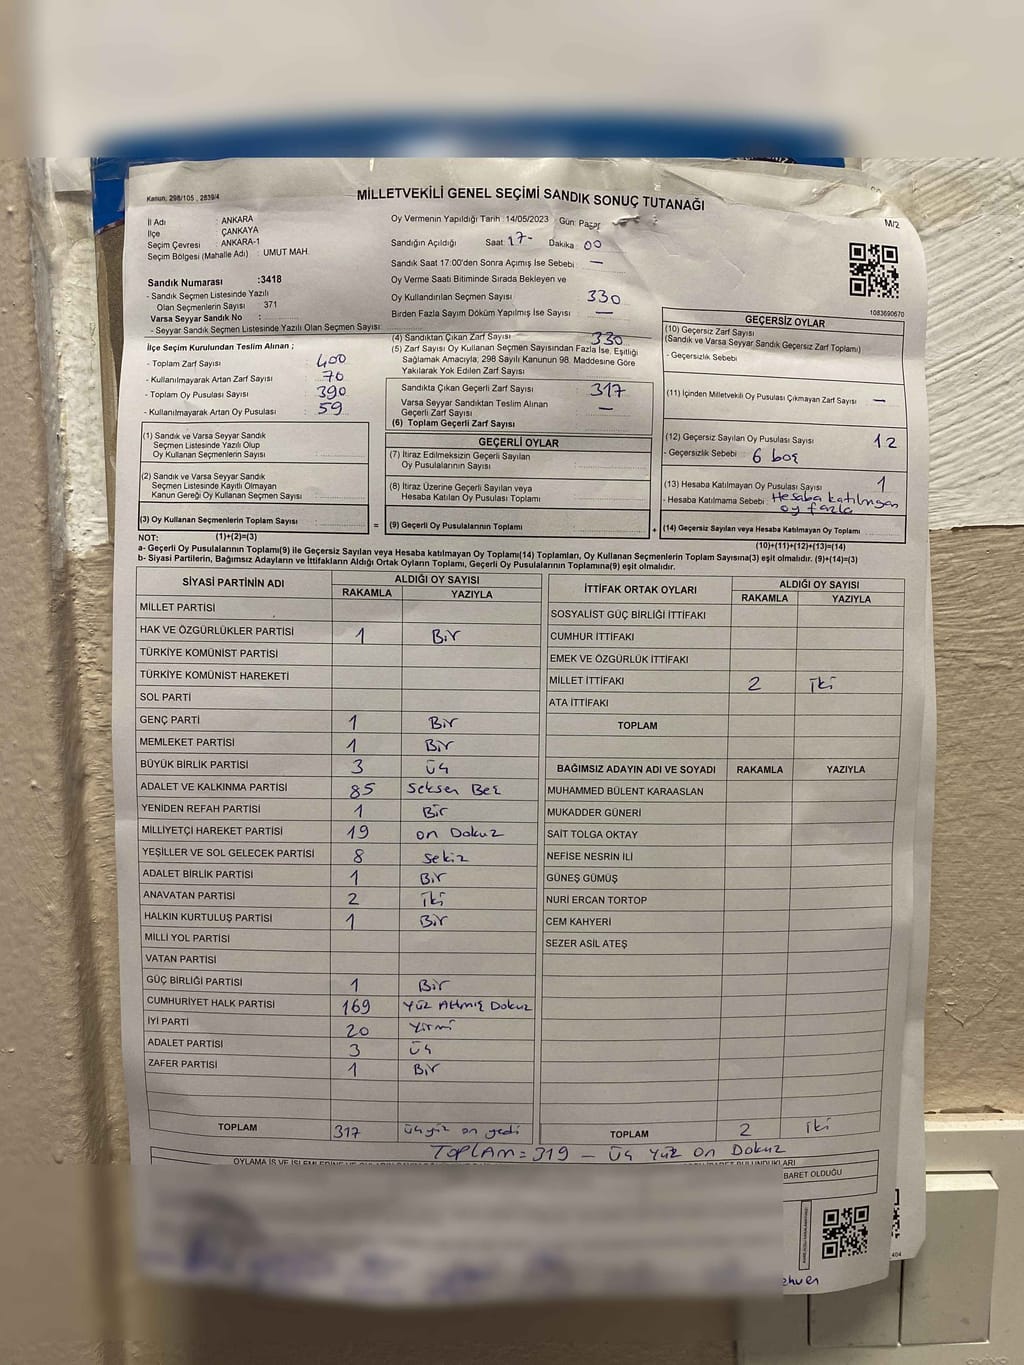 Kanun, 298/105 , 2839/4
MİLLETVEKİLİ GENEL SEÇİMİ SANDIK SONUÇ TUTANAĞI
M/2
İl Adı : ANKARA
İlçe : ÇANKAYA
Seçim Çevresi : ANKARA-1
Seçim Bölgesi (Mahalle Adı) : UMUT MAH.
Sandık Numarası :3418
- Sandık Seçmen Listesinde Yazılı
Olan Seçmenlerin Sayısı : 371
Varsa Seyyar Sandık No :
- Seyyar Sandık Seçmen Listesinde Yazılı Olan Seçmen Sayısı:
Oy Vermenin Yapıldığı Tarih :14/05/2023 Gün: Pazar
Sandığın Açıldığı Saat 17- Dakika 00
Sandık Saat 17:00'den Sonra Açımış İse Sebebi : —
Oy Verme Saati Bitiminde Sırada Bekleyen ve
Oy Kullandırılan Seçmen Sayısı 330
Birden Fazla Sayım Döküm Yapılmış İse Sayısı —
1083690670
İlçe Seçim Kurulundan Teslim Alınan ;
- Toplam Zarf Sayısı : 400
- Kullanılmayarak Artan Zarf Sayısı : 70
- Toplam Oy Pusulası Sayısı : 390
- Kullanılmayarak Artan Oy Pusulası : 59
(4) Sandıktan Çıkan Zarf Sayısı 330
(5) Zarf Sayısı Oy Kullanan Seçmen Sayısından Fazla İse, Eşitliği
Sağlamak Amacıyla, 298 Sayılı Kanunun 98. Maddesine Göre
Yakılarak Yok Edilen Zarf Sayısı
Sandıkta Çıkan Geçerli Zarf Sayısı 317
Varsa Seyyar Sandıktan Teslim Alınan
Geçerli Zarf Sayısı —
(6) Toplam Geçerli Zarf Sayısı
GEÇERSİZ OYLAR
(10) Geçersiz Zarf Sayısı
(Sandık ve Varsa Seyyar Sandık Geçersiz Zarf Toplamı)
- Geçersizlik Sebebi :
(11) İçinden Milletvekili Oy Pusulası Çıkmayan Zarf Sayısı —
(12) Geçersiz Sayılan Oy Pusulası Sayısı 12
- Geçersizlik Sebebi : 6 boş
(13) Hesaba Katılmayan Oy Pusulası Sayısı 1
- Hesaba Katılmama Sebebi : Hesaba katılmayan
oy fazla
(14) Geçersiz Sayılan veya Hesaba Katılmayan Oy Toplamı
(10)+(11)+(12)+(13)=(14)
(1) Sandık ve Varsa Seyyar Sandık
Seçmen Listesinde Yazılı Olup
Oy Kullanan Seçmenlerin Sayısı :
(2) Sandık ve Varsa Seyyar Sandık
Seçmen Listesinde Kayıtlı Olmayan
Kanun Gereği Oy Kullanan Seçmen Sayısı :
(3) Oy Kullanan Seçmenlerin Toplam Sayısı :
(1)+(2)=(3)
=
GEÇERLİ OYLAR
(7) İtiraz Edilmeksizin Geçerli Sayılan
Oy Pusulalarının Sayısı :
(8) İtiraz Üzerine Geçerli Sayılan veya
Hesaba Katılan Oy Pusulası Toplamı :
(9) Geçerli Oy Pusulalarının Toplamı :
+
NOT:
a- Geçerli Oy Pusulasının Toplamı(9) ile Geçersiz Sayılan veya Hesaba katılmayan Oy Toplamı(14) Toplamları, Oy Kullanan Seçmenlerin Toplam Sayısına(3) eşit olmalıdır. (9)+(14)=(3)
b- Siyasi Partilerin, Bağımsız Adayların ve İttifakların Aldığı Ortak Oyların Toplamı, Geçerli Oy Pusulalarının Toplamına(9) eşit olmalıdır.
SİYASİ PARTİNİN ADI ALDIĞI OY SAYISI
RAKAMLA YAZIYLA
MİLLET PARTİSİ
HAK VE ÖZGÜRLÜKLER PARTİSİ 1 Bir
TÜRKİYE KOMÜNİST PARTİSİ
TÜRKİYE KOMÜNİST HAREKETİ
SOL PARTİ
GENÇ PARTİ 1 Bir
MEMLEKET PARTİSİ 1 Bir
BÜYÜK BİRLİK PARTİSİ 3 üç
ADALET VE KALKINMA PARTİSİ 85 Seksen Beş
YENİDEN REFAH PARTİSİ 1 Bir
MİLLİYETÇİ HAREKET PARTİSİ 19 on Dokuz
YEŞİLLER VE SOL GELECEK PARTİSİ 8 sekiz
ADALET BİRLİK PARTİSİ 1 Bir
ANAVATAN PARTİSİ 2 iki
HALKIN KURTULUŞ PARTİSİ 1 Bir
MİLLİ YOL PARTİSİ
VATAN PARTİSİ
GÜÇ BİRLİĞİ PARTİSİ 1 Bir
CUMHURİYET HALK PARTİSİ 169 Yüz Altmış Dokuz
İYİ PARTİ 20 Yirmi
ADALET PARTİSİ 3 üç
ZAFER PARTİSİ 1 Bir
TOPLAM 317 üçyüz on yedi
İTTİFAK ORTAK OYLARI ALDIĞI OY SAYISI
RAKAMLA YAZIYLA
SOSYALİST GÜÇ BİRLİĞİ İTTİFAKI
CUMHUR İTTİFAKI
EMEK VE ÖZGÜRLÜK İTTİFAKI
MİLLET İTTİFAKI 2 iki
ATA İTTİFAKI
TOPLAM
BAĞIMSIZ ADAYIN ADI VE SOYADI RAKAMLA YAZIYLA
MUHAMMED BÜLENT KARAASLAN
MUKADDER GÜNERİ
SAİT TOLGA OKTAY
NEFİSE NESRİN İLİ
GÜNEŞ GÜMÜŞ
NURİ ERCAN TORTOP
CEM KAHYERİ
SEZER ASİL ATEŞ
TOPLAM 2 iki
TOPLAM = 319 — üç yüz on Dokuz
BARET OLDUĞU
404